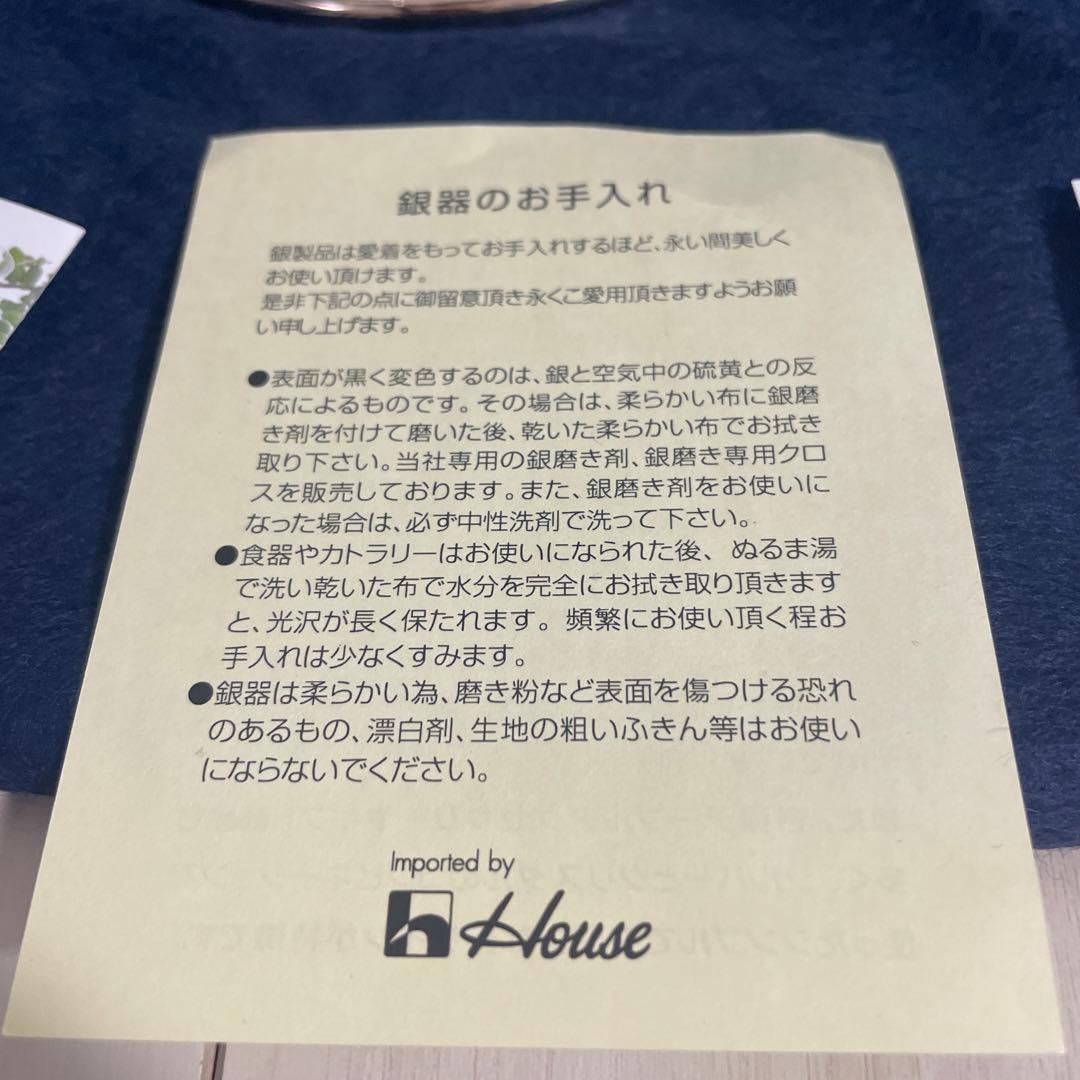 銀器のお手入れ
銀製品は愛着をもってお手入れするほど、永い間美しく
お使い頂けます。
是非下記の点に御留意頂き永くご愛用頂きますようお願
い申し上げます。
●表面が黒く変色するのは、銀と空気中の硫黄との反
応によるものです。その場合は、柔らかい布に銀磨
き剤を付けて磨いた後、乾いた柔らかい布でお拭き
取り下さい。当社専用の銀磨き剤、銀磨き専用クロ
スを販売しております。また、銀磨き剤をお使いに
なった場合は、必ず中性洗剤で洗って下さい。
●食器やカトラリーはお使いになられた後、ぬるま湯
で洗い乾いた布で水分を完全にお拭き取り頂きます
と、光沢が長く保たれます。頻繁にお使い頂く程お
手入れは少なくすみます。
●銀器は柔らかい為、磨き粉など表面を傷つける恐れ
のあるもの、漂白剤、生地の粗いふきん等はお使い
にならないでください。
Imported by
h House